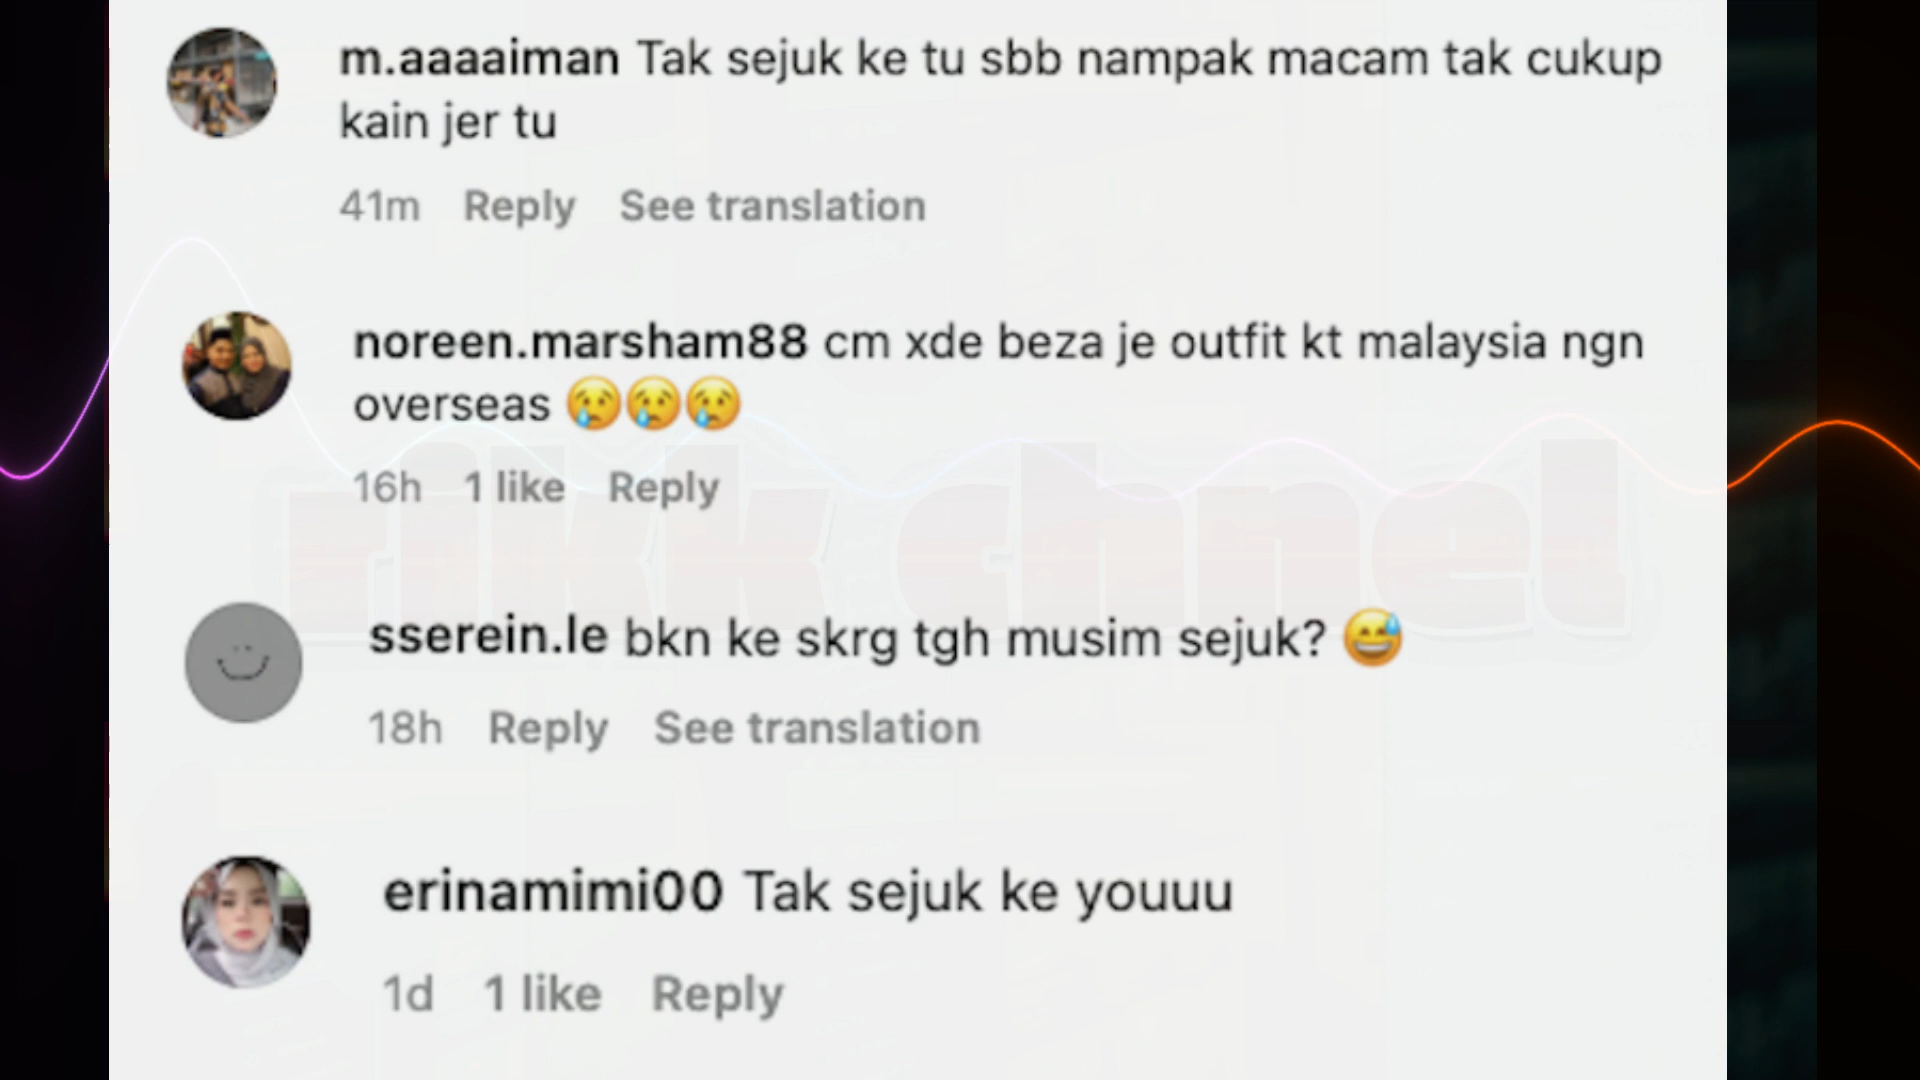 m.aaaaiman Tak sejuk ke tu sbb nampak macam tak cukup
kain jer tu
41m Reply See translation
noreen.marsham88 cm xde beza je outfit kt malaysia ngn
overseas 😢😢😢
16h 1 like Reply
rikk chnel
sserein.le bkn ke skrg tgh musim sejuk? 😅
18h Reply See translation
erinamimi00 Tak sejuk ke youuu
1d 1 like Reply